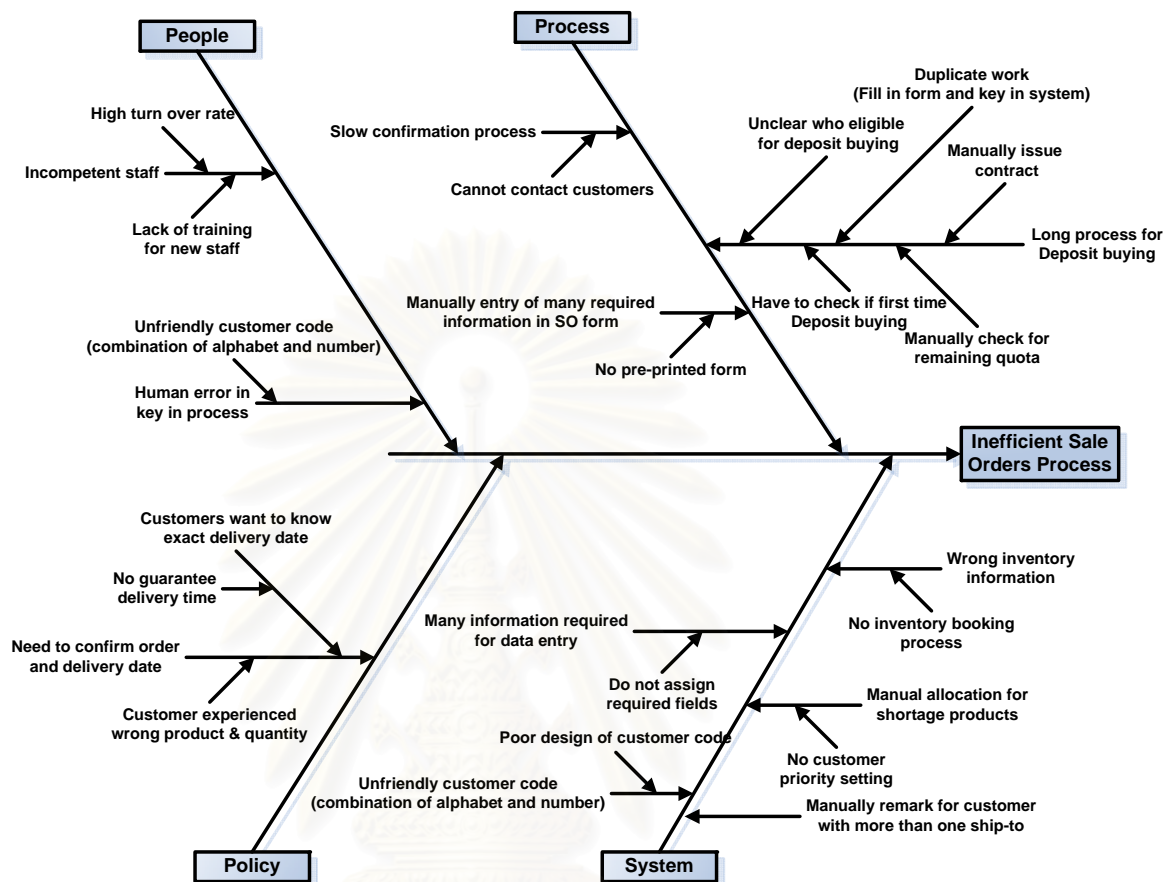 People
Process
High turn over rate
Incompetent staff
Lack of training
for new staff
Unfriendly customer code
(combination of alphabet and number)
Human error in
key in process
Slow confirmation process
Cannot contact customers
Duplicate work
(Fill in form and key in system)
Unclear who eligible
for deposit buying
Manually issue
contract
Long process for
Deposit buying
Have to check if first time
Deposit buying
Manually check for
remaining quota
Manually entry of many required
information in SO form
No pre-printed form
Inefficient Sale
Orders Process
Customers want to know
exact delivery date
No guarantee
delivery time
Need to confirm order
and delivery date
Customer experienced
wrong product & quantity
Wrong inventory
information
No inventory booking
process
Many information required
for data entry
Do not assign
required fields
Manual allocation for
shortage products
No customer
priority setting
Poor design of customer code
Unfriendly customer code
(combination of alphabet and number)
Manually remark for customer
with more than one ship-to
Policy
System